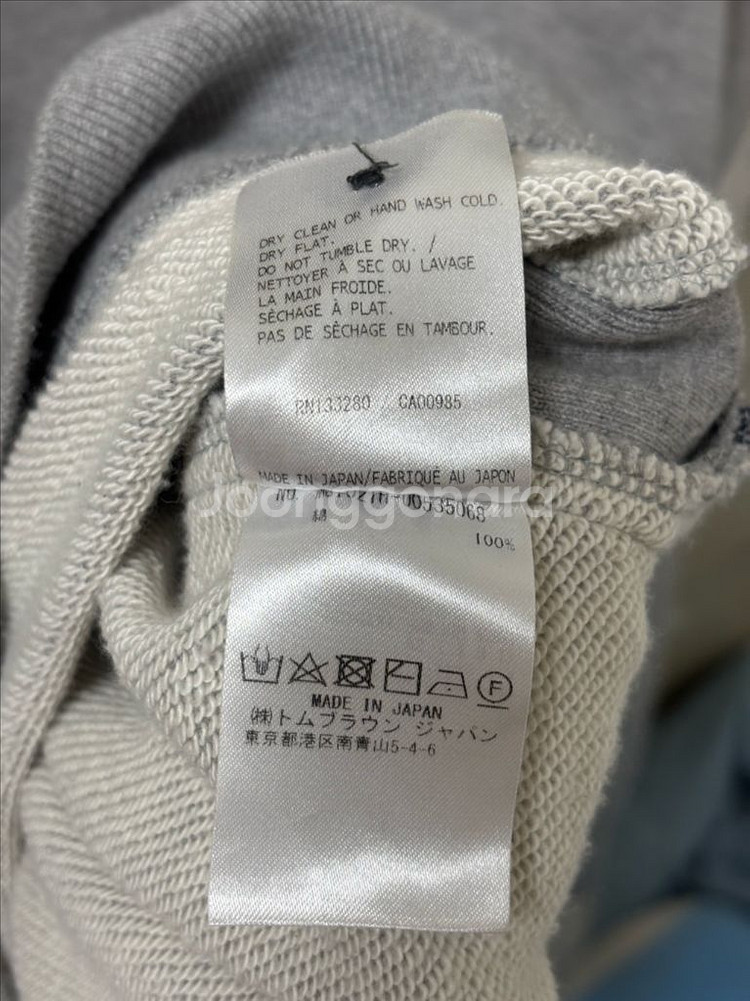 DRY CLEAN OR HAND WASH COLD.
DRY FLAT.
DO NOT TUMBLE DRY. /
NETTOYER À SEC OU LAVAGE
LA MAIN FROIDE.
SÈCHAGE À PLAT.
PAS DE SÈCHAGE EN TAMBOUR.
RN133280 / CA00985
MADE IN JAPAN/FABRIQUÉ AU JAPON
NO.
綿
100%
F
MADE IN JAPAN
㈱トムブラウン ジャパン
東京都港区南青山5-4-6